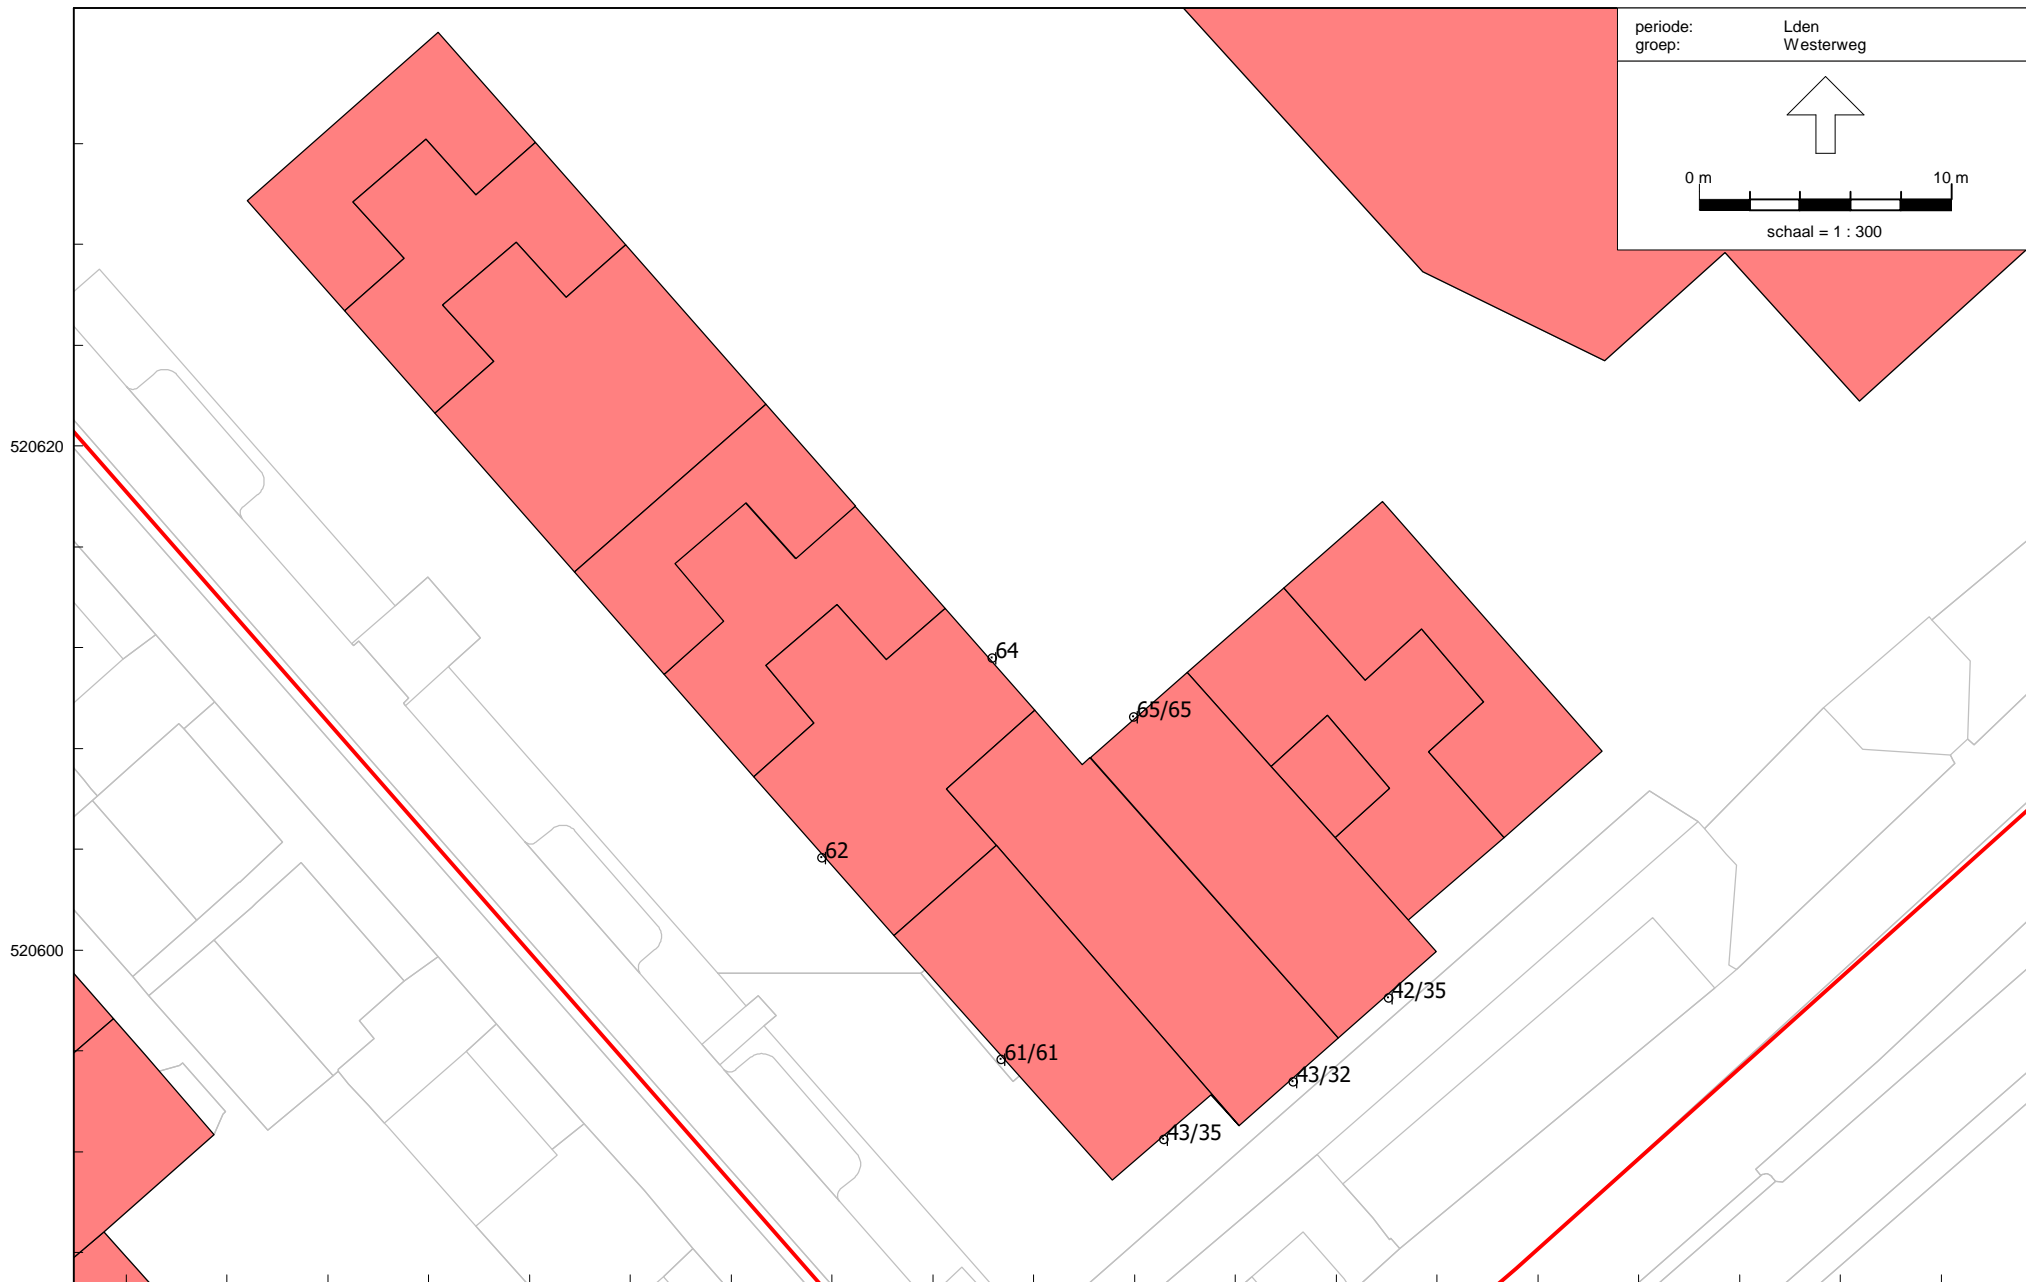 periode: Lden
groep: Westerweg
0 m 10 m
schaal = 1 : 300
520620
64
65/65
62
520600
42/35
61/61
43/32
43/35